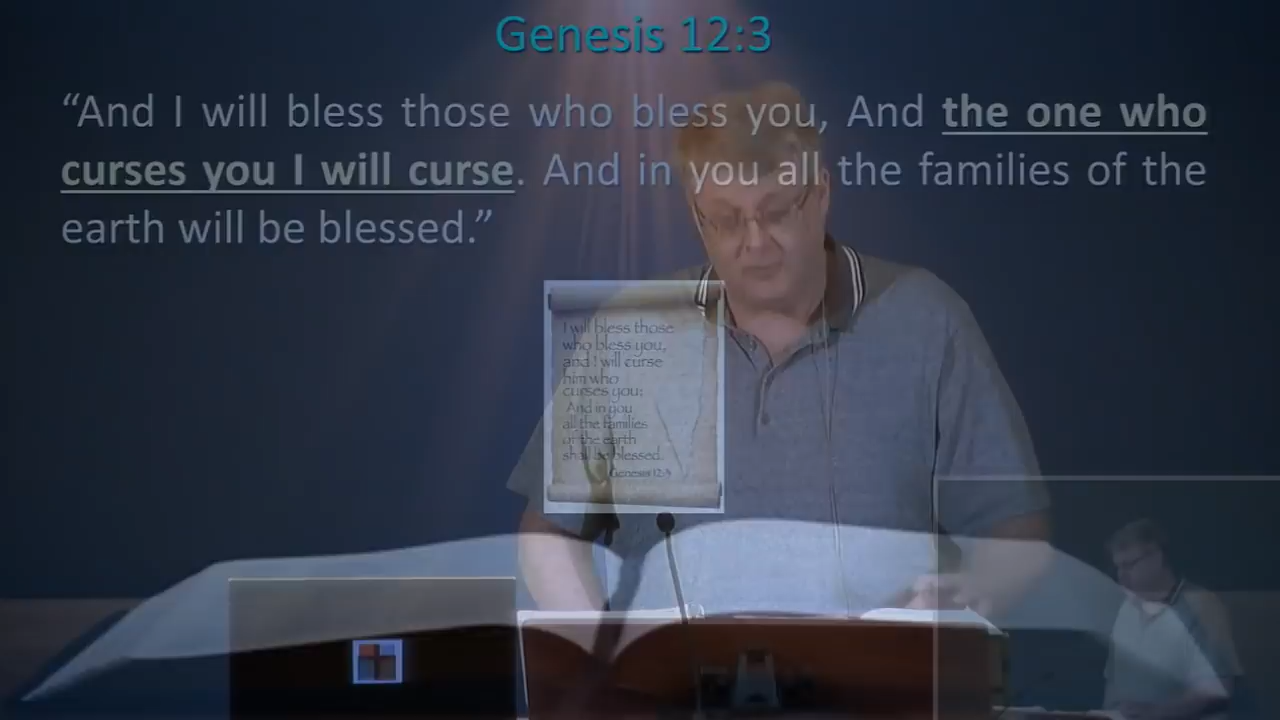 Genesis 12:3
“And I will bless those who bless you, And the one who
curses you I will curse. And in you all the families of the
earth will be blessed.”
I will bless those
who bless you,
and I will curse
him who
curses you;
And in you
all the families
of the earth
shall be blessed.
Genesis 12:3